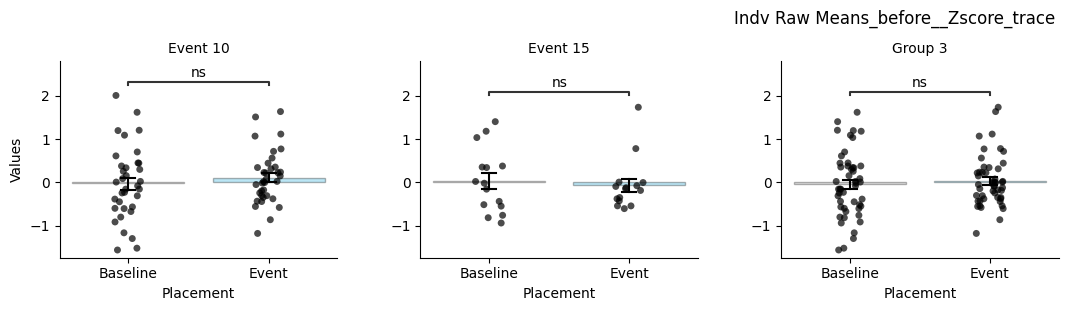 Indv Raw Means_before__Zscore_trace
Event 10
Event 15
Group 3
ns
ns
ns
Values
2
1
0
−1
2
1
0
−1
2
1
0
−1
Baseline
Event
Baseline
Event
Baseline
Event
Placement
Placement
Placement